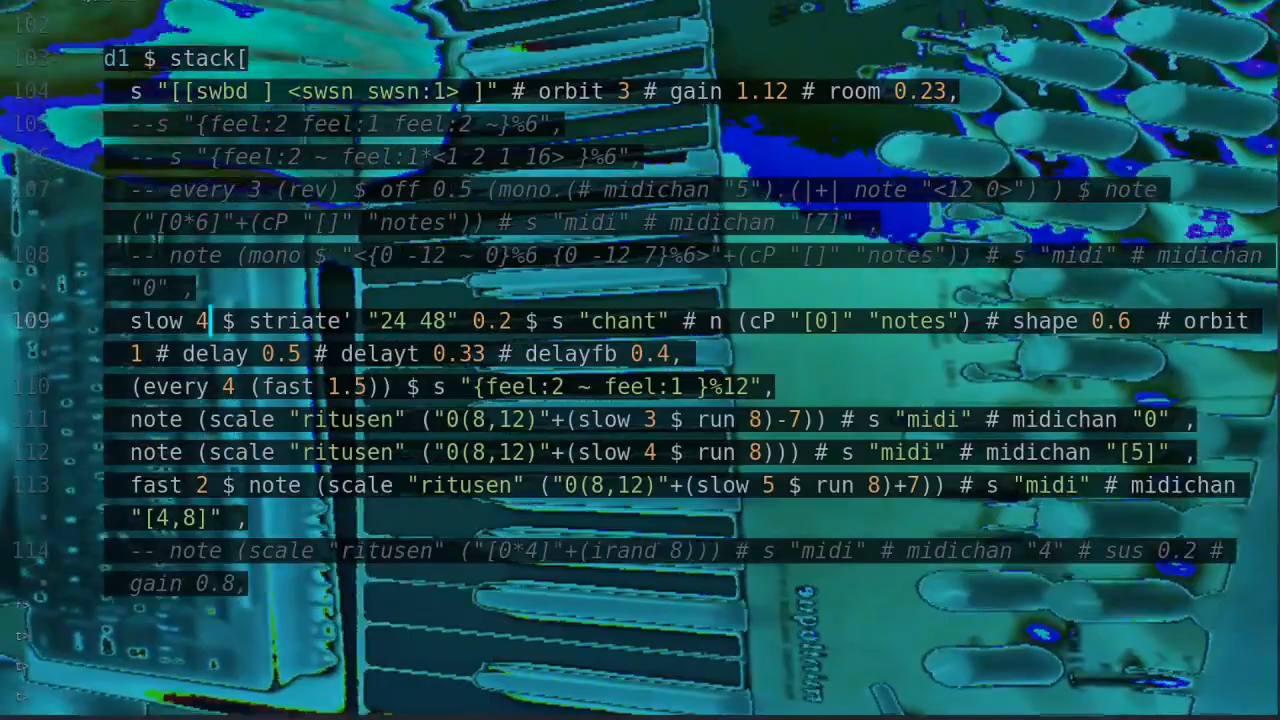 102
103 d1 $ stack[
104 s "[[swbd ] <swsn swsn:1> ]" # orbit 3 # gain 1.12 # room 0.23,
105 --s "{feel:2 feel:1 feel:2 ~}%6",
-- s "{feel:2 ~ feel:1*<1 2 1 16> }%6",
107 -- every 3 (rev) $ off 0.5 (mono.(# midichan "5").(|+| note "<12 0>") ) $ note
("[0*6]"+(cP "[]" "notes")) # s "midi" # midichan "[7]" ,
108 -- note (mono $ "<{0 -12 ~ 0}%6 {0 -12 7}%6>"+(cP "[]" "notes")) # s "midi" # midichan
"0" ,
109 slow 4 $ striate' "24 48" 0.2 $ s "chant" # n (cP "[0]" "notes") # shape 0.6  # orbit
1 # delay 0.5 # delayt 0.33 # delayfb 0.4,
110 (every 4 (fast 1.5)) $ s "{feel:2 ~ feel:1 }%12",
111 note (scale "ritusen" ("0(8,12)"+(slow 3 $ run 8)-7)) # s "midi" # midichan "0" ,
112 note (scale "ritusen" ("0(8,12)"+(slow 4 $ run 8))) # s "midi" # midichan "[5]" ,
113 fast 2 $ note (scale "ritusen" ("0(8,12)"+(slow 5 $ run 8)+7)) # s "midi" # midichan
"[4,8]" ,
114 -- note (scale "ritusen" ("[0*4]"+(irand 8))) # s "midi" # midichan "4" # sus 0.2 #
gain 0.8,